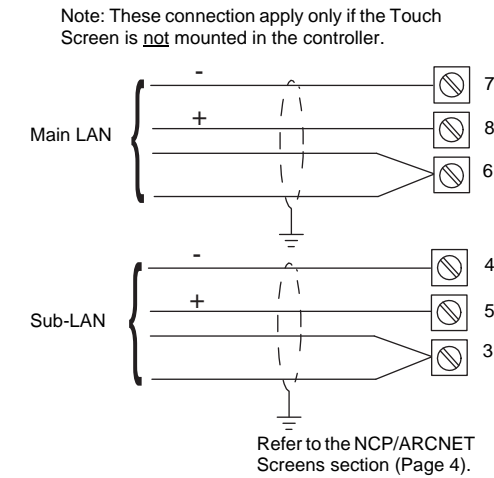 Note: These connection apply only if the Touch
Screen is not mounted in the controller.
-
7
+
8
Main LAN
6
-
4
+
5
Sub-LAN
3
Refer to the NCP/ARCNET
Screens section (Page 4).